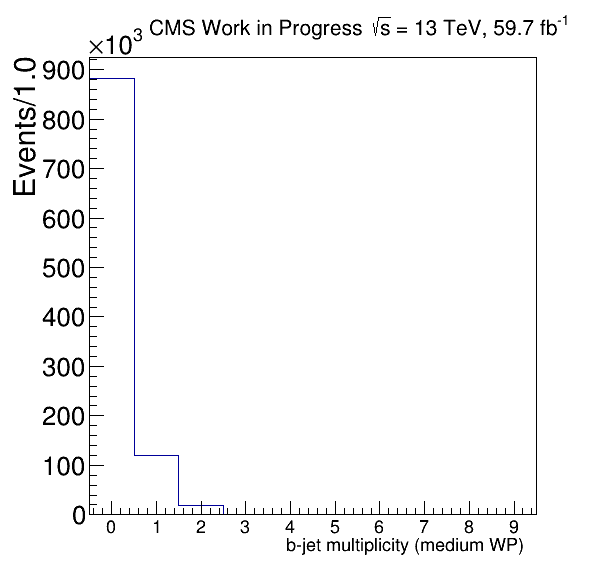 ×10³ CMS Work in Progress √s = 13 TeV, 59.7 fb⁻¹
Events/1.0
900
800
700
600
500
400
300
200
100
0
0 1 2 3 4 5 6 7 8 9
b-jet multiplicity (medium WP)